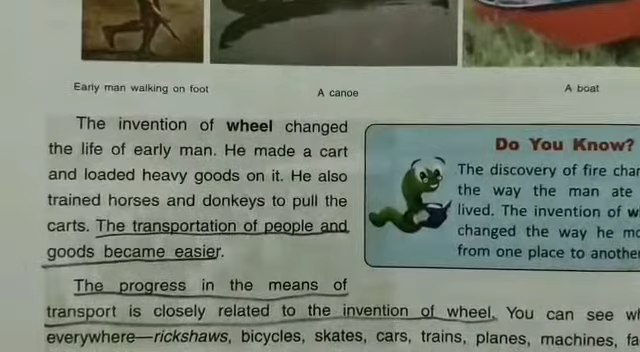 Early man walking on foot
A canoe
A boat
The invention of wheel changed
the life of early man. He made a cart
and loaded heavy goods on it. He also
trained horses and donkeys to pull the
carts. The transportation of people and
goods became easier.
The progress in the means of
transport is closely related to the invention of wheel. You can see
everywhere—rickshaws, bicycles, skates, cars, trains, planes, machines,
Do You Know?
The discovery of fire
the way the man ate
lived. The invention of
changed the way he
from one place to another